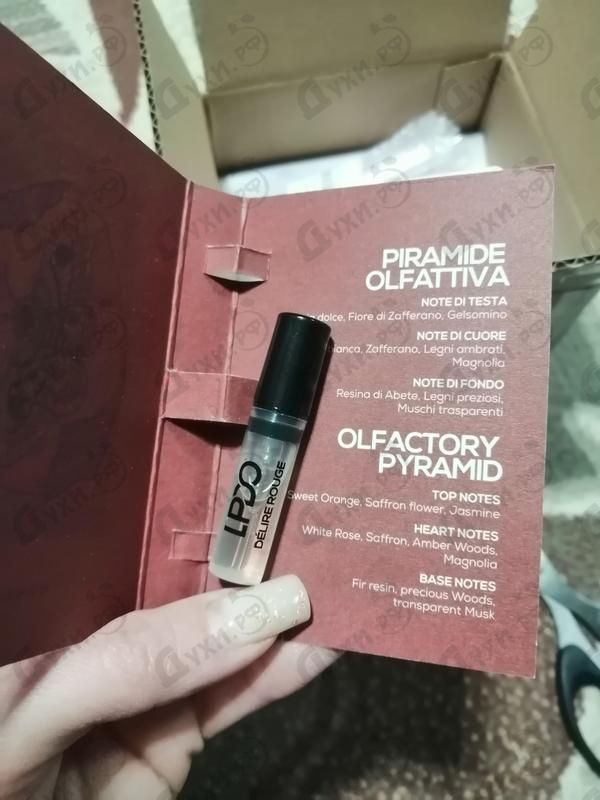 PIRAMIDE
OLFATTIVA
NOTE DI TESTA
dolce, Fiore di Zafferano, Gelsomino
NOTE DI CUORE
Zafferano, Legni ambrati,
Magnolia
NOTE DI FONDO
Resina di Abete, Legni preziosi,
Muschi trasparenti
OLFACTORY
PYRAMID
TOP NOTES
Sweet Orange, Saffron flower, Jasmine
HEART NOTES
White Rose, Saffron, Amber Woods,
Magnolia
BASE NOTES
Fir resin, precious Woods,
transparent Musk
LPDO
DÉLIRE ROUGE
Духи.РФ